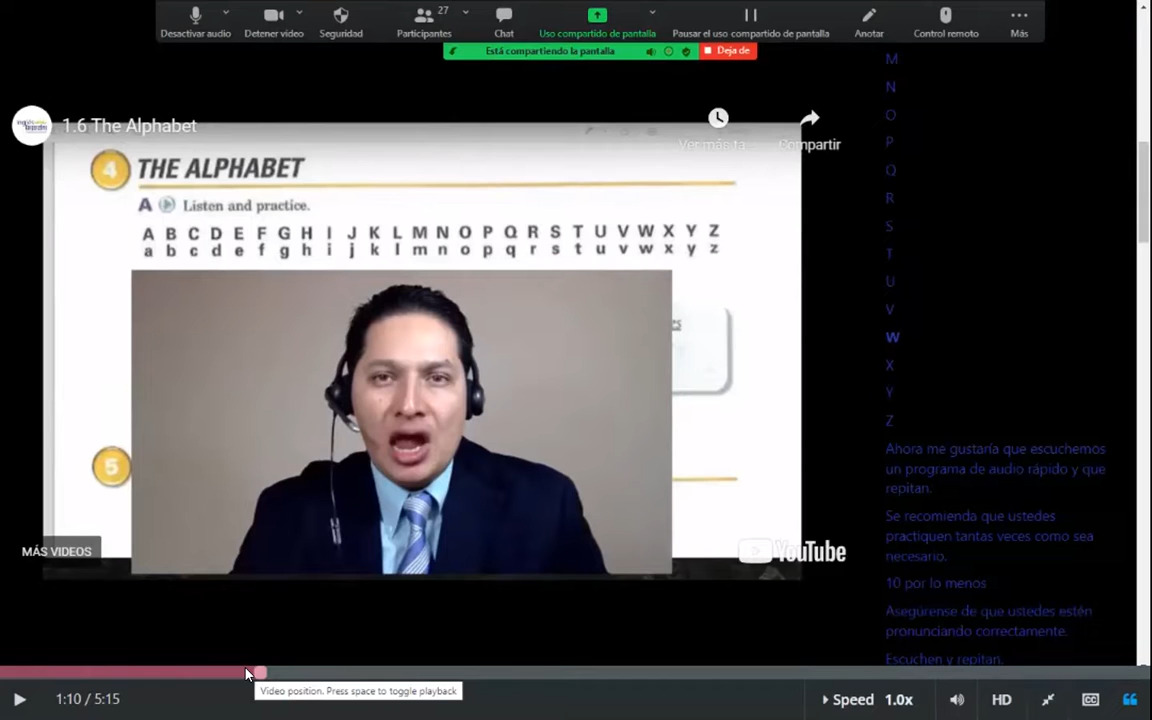 27
Desactivar audio
Detener video
Seguridad
Participantes
Chat
Uso compartido de pantalla
Pausar el uso compartido de pantalla
Anotar
Control remoto
Más
Está compartiendo la pantalla
Deja de
1.6 The Alphabet
Compartir
4 THE ALPHABET
A Listen and practice.
A B C D E F G H I J K L M N O P Q R S T U V W X Y Z
a b c d e f g h i j k l m n o p q r s t u v w x y z
5
MÁS VIDEOS
YouTube
M
N
O
P
Q
R
S
T
U
V
W
X
Y
Z
Ahora me gustaría que escuchemos
un programa de audio rápido y que
repitan.
Se recomienda que ustedes
practiquen tantas veces como sea
necesario.
10 por lo menos
Asegúrense de que ustedes estén
pronunciando correctamente.
Escuchen y repitan.
Video position. Press space to toggle playback
1:10 / 5:15
Speed 1.0x
HD
CC